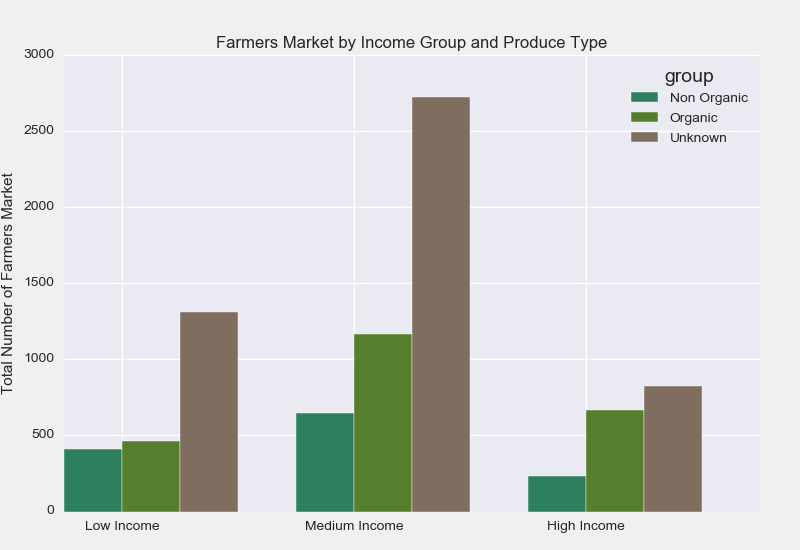 Farmers Market by Income Group and Produce Type
group
Non Organic
Organic
Unknown
Total Number of Farmers Market
3000
2500
2000
1500
1000
500
0
Low Income
Medium Income
High Income